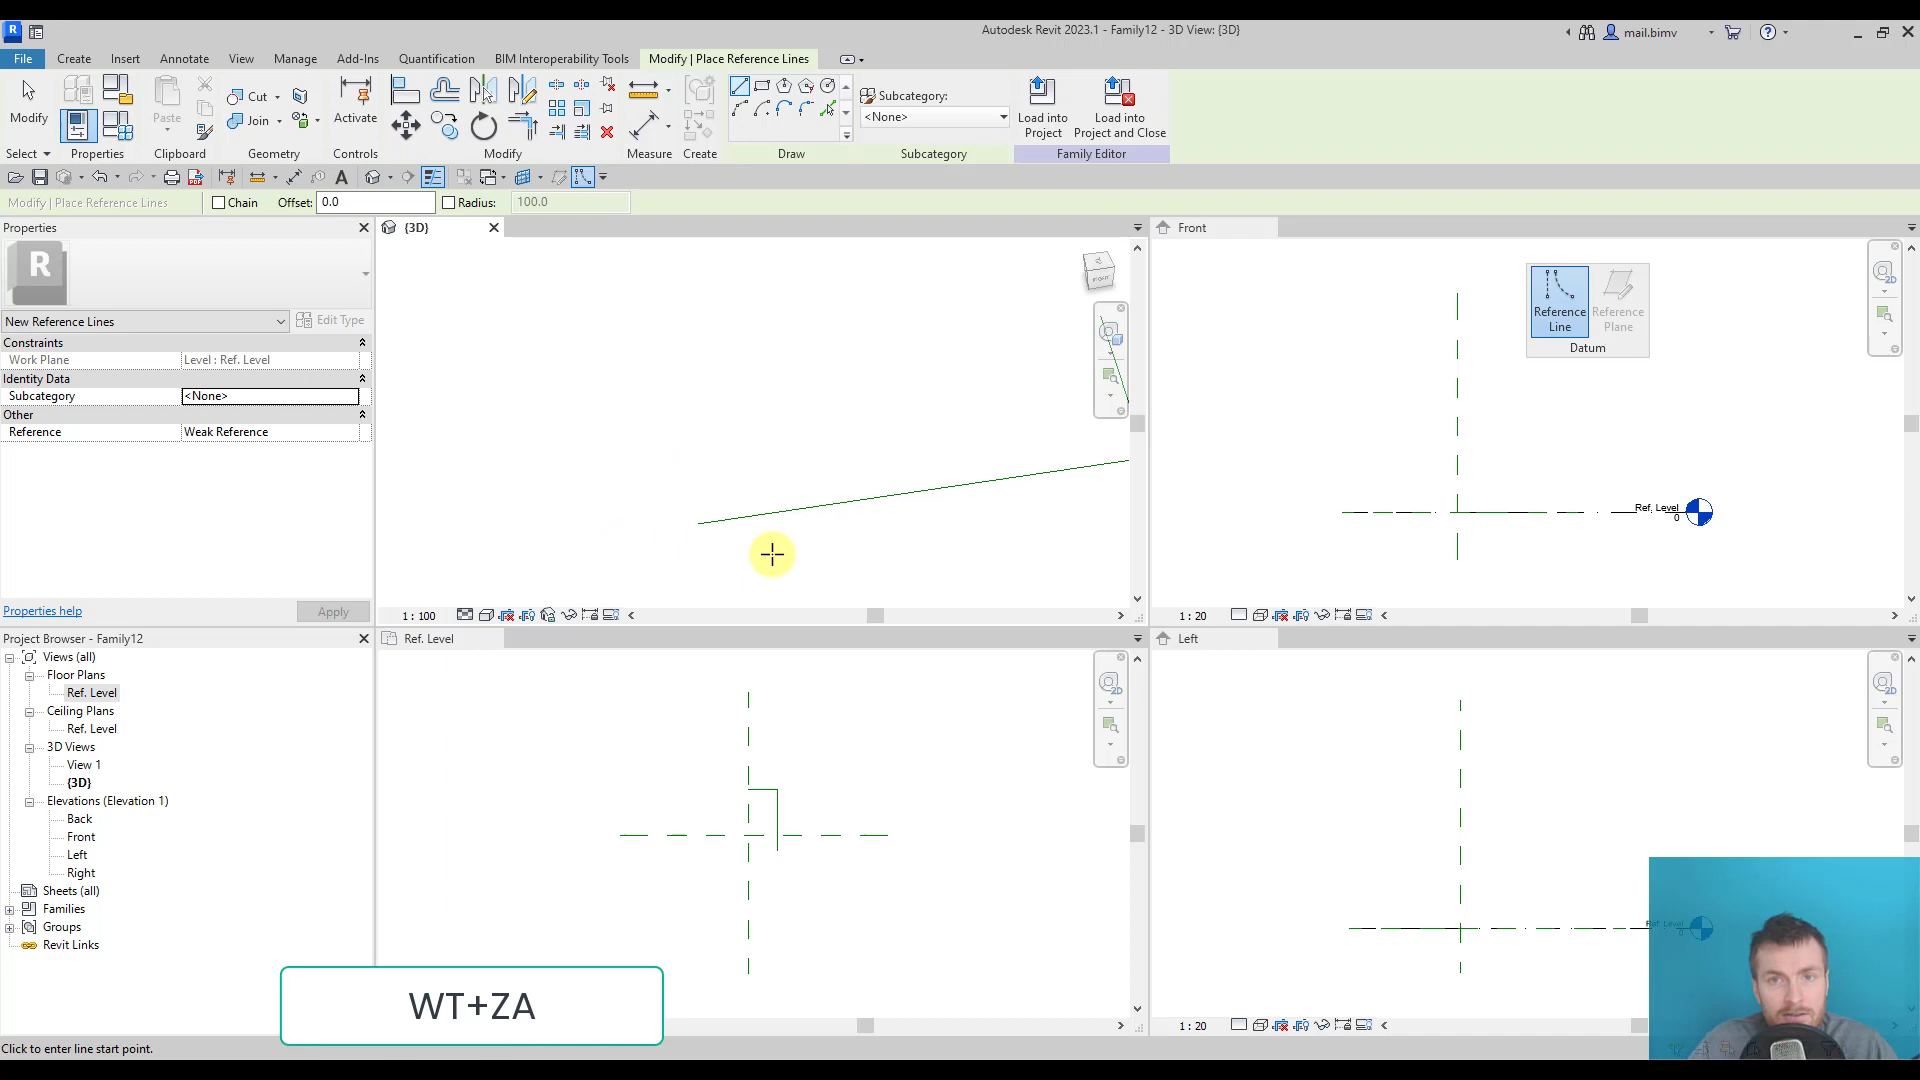 Autodesk Revit 2023.1 - Family12 - 3D View: {3D}
mail.bimv
File
Create
Insert
Annotate
View
Manage
Add-Ins
Quantification
BIM Interoperability Tools
Modify | Place Reference Lines
Modify
Paste
Cut
Join
Activate
Subcategory:
<None>
Load into
Project
Load into
Project and Close
Select
Properties
Clipboard
Geometry
Controls
Modify
Measure
Create
Draw
Subcategory
Family Editor
Modify | Place Reference Lines
Chain
Offset:
0.0
Radius:
100.0
Properties
R
New Reference Lines
Edit Type
Constraints
Work Plane
Level : Ref. Level
Identity Data
Subcategory
<None>
Other
Reference
Weak Reference
Properties help
Apply
{3D}
1 : 100
Front
Reference
Line
Reference
Plane
Datum
Ref. Level
0
1 : 20
Project Browser - Family12
Views (all)
Floor Plans
Ref. Level
Ceiling Plans
Ref. Level
3D Views
View 1
{3D}
Elevations (Elevation 1)
Back
Front
Left
Right
Sheets (all)
Families
Groups
Revit Links
Ref. Level
Left
Ref. Level
1 : 20
WT+ZA
Click to enter line start point.